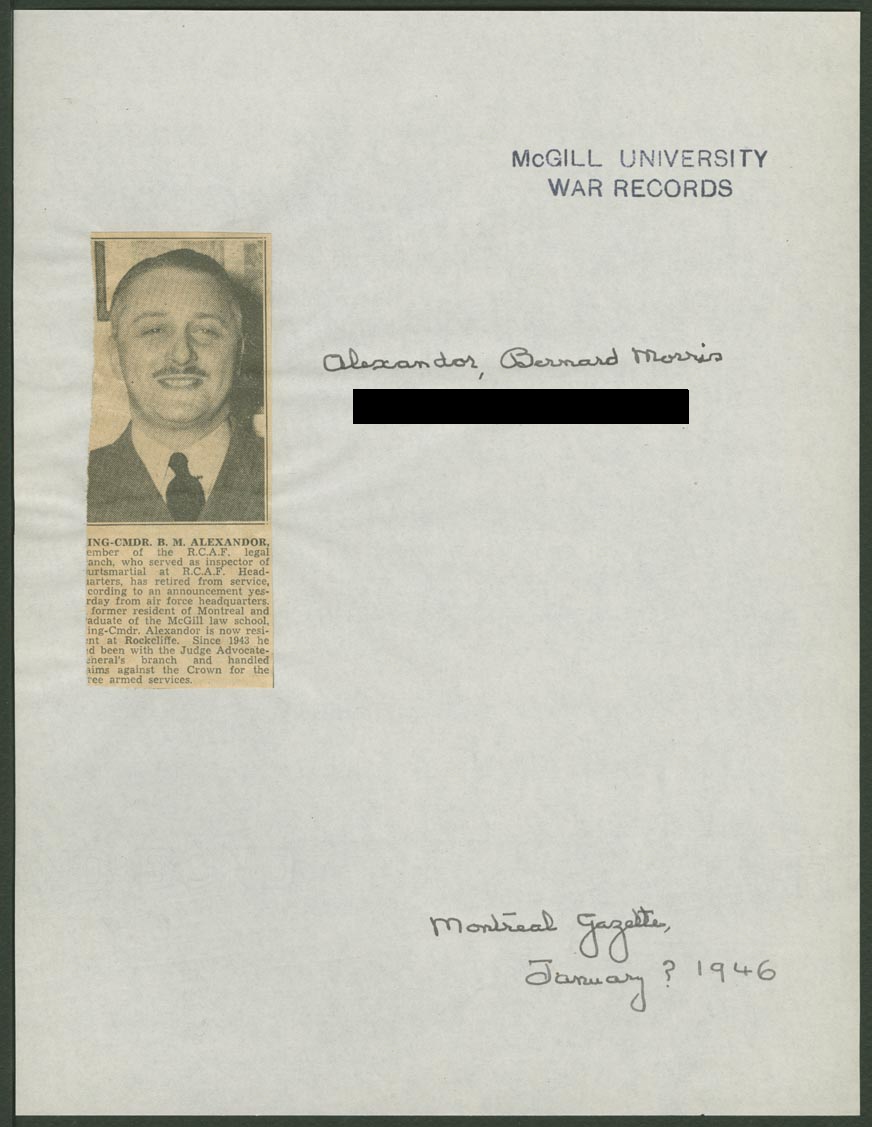 McGILL UNIVERSITY
WAR RECORDS
Alexandor, Bernard Morris
ING-CMDR. B. M. ALEXANDOR,
ember of the R.C.A.F. legal
anch, who served as inspector of
urtsmartial at R.C.A.F. Head-
arters, has retired from service,
cording to an announcement yes-
rday from air force headquarters.
former resident of Montreal and
aduate of the McGill law school,
ing-Cmdr. Alexandor is now resi-
nt at Rockcliffe. Since 1943 he
d been with the Judge Advocate-
eneral's branch and handled
aims against the Crown for the
ree armed services.
Montreal Gazette,
January ? 1946